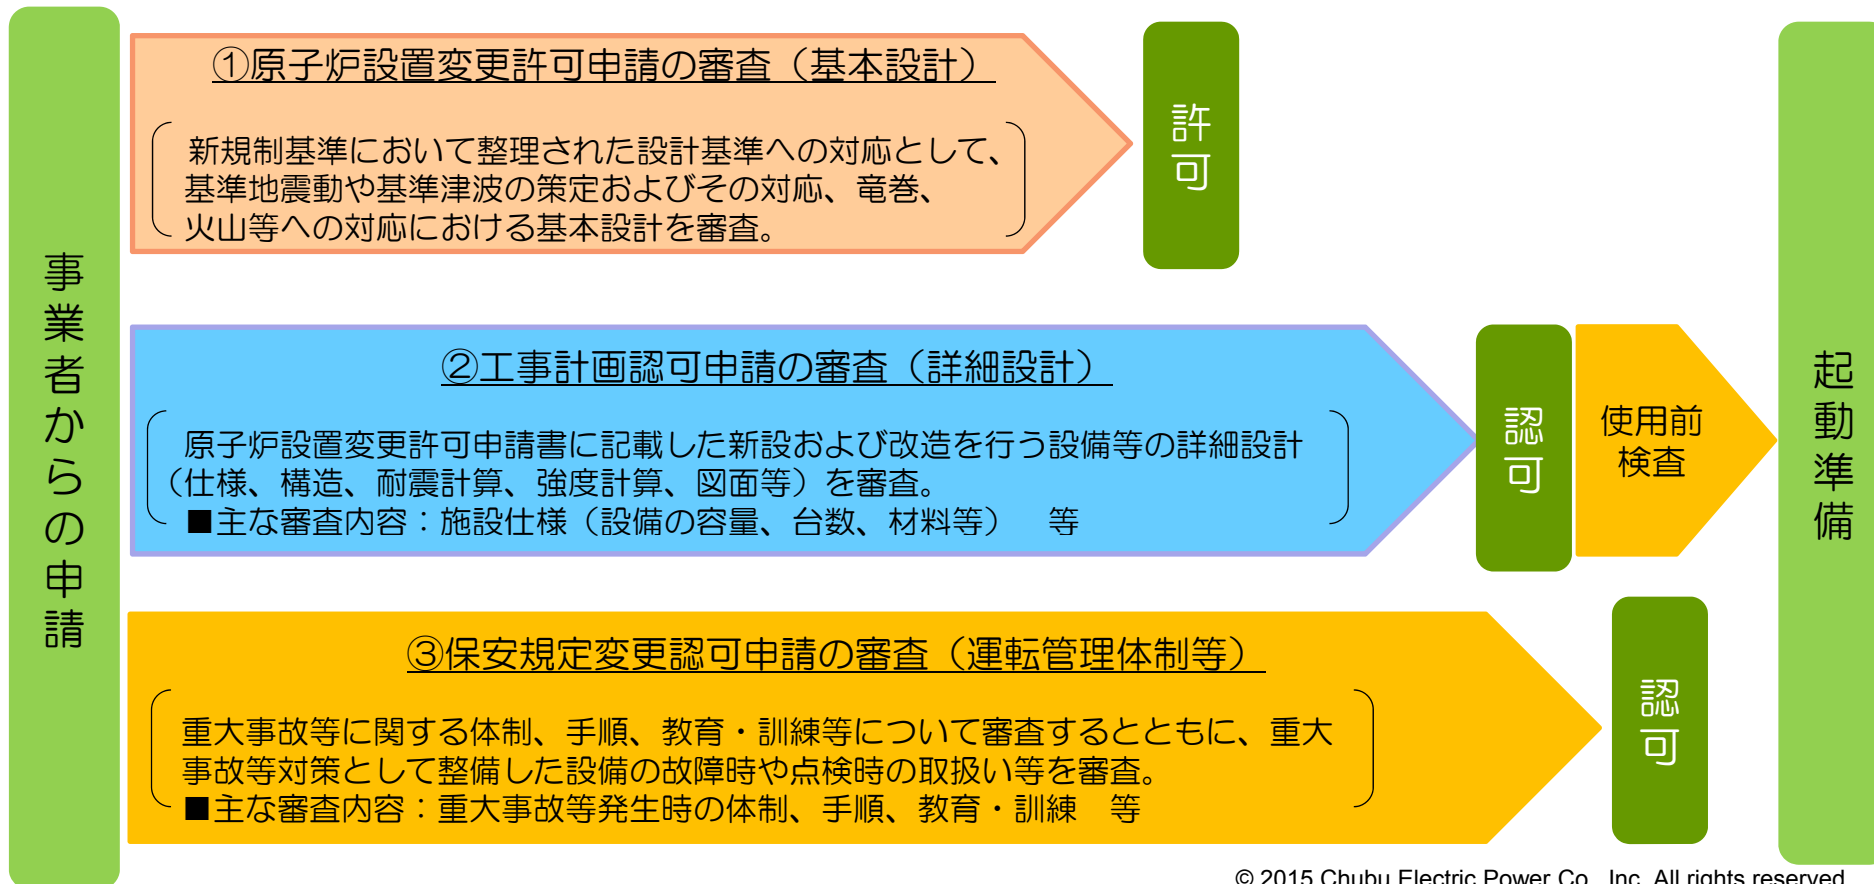 事業者からの申請
①原子炉設置変更許可申請の審査（基本設計）
新規制基準において整理された設計基準への対応として、
基準地震動や基準津波の策定およびその対応、竜巻、
火山等への対応における基本設計を審査。
許可
②工事計画認可申請の審査（詳細設計）
原子炉設置変更許可申請書に記載した新設および改造を行う設備等の詳細設計
（仕様、構造、耐震計算、強度計算、図面等）を審査。
■主な審査内容：施設仕様（設備の容量、台数、材料等）　等
認可
使用前
検査
③保安規定変更認可申請の審査（運転管理体制等）
重大事故等に関する体制、手順、教育・訓練等について審査するとともに、重大
事故等対策として整備した設備の故障時や点検時の取扱い等を審査。
■主な審査内容：重大事故等発生時の体制、手順、教育・訓練　等
認可
起動準備
© 2015 Chubu Electric Power Co., Inc. All rights reserved.